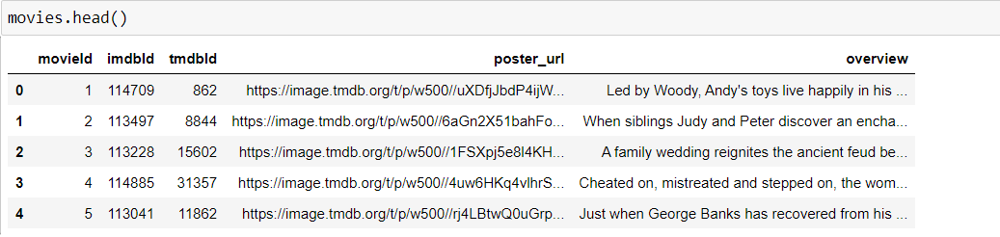 movies.head()
movieId imdbId tmdbId poster_url overview
0 1 114709 862 https://image.tmdb.org/t/p/w500//uXDfjJbdP4ijW... Led by Woody, Andy's toys live happily in his ...
1 2 113497 8844 https://image.tmdb.org/t/p/w500//6aGn2X51bahFo... When siblings Judy and Peter discover an encha...
2 3 113228 15602 https://image.tmdb.org/t/p/w500//1FSXpj5e8l4KH... A family wedding reignites the ancient feud be...
3 4 114885 31357 https://image.tmdb.org/t/p/w500//4uw6HKq4vlhrS... Cheated on, mistreated and stepped on, the wom...
4 5 113041 11862 https://image.tmdb.org/t/p/w500//rj4LBtwQ0uGrp... Just when George Banks has recovered from his ...